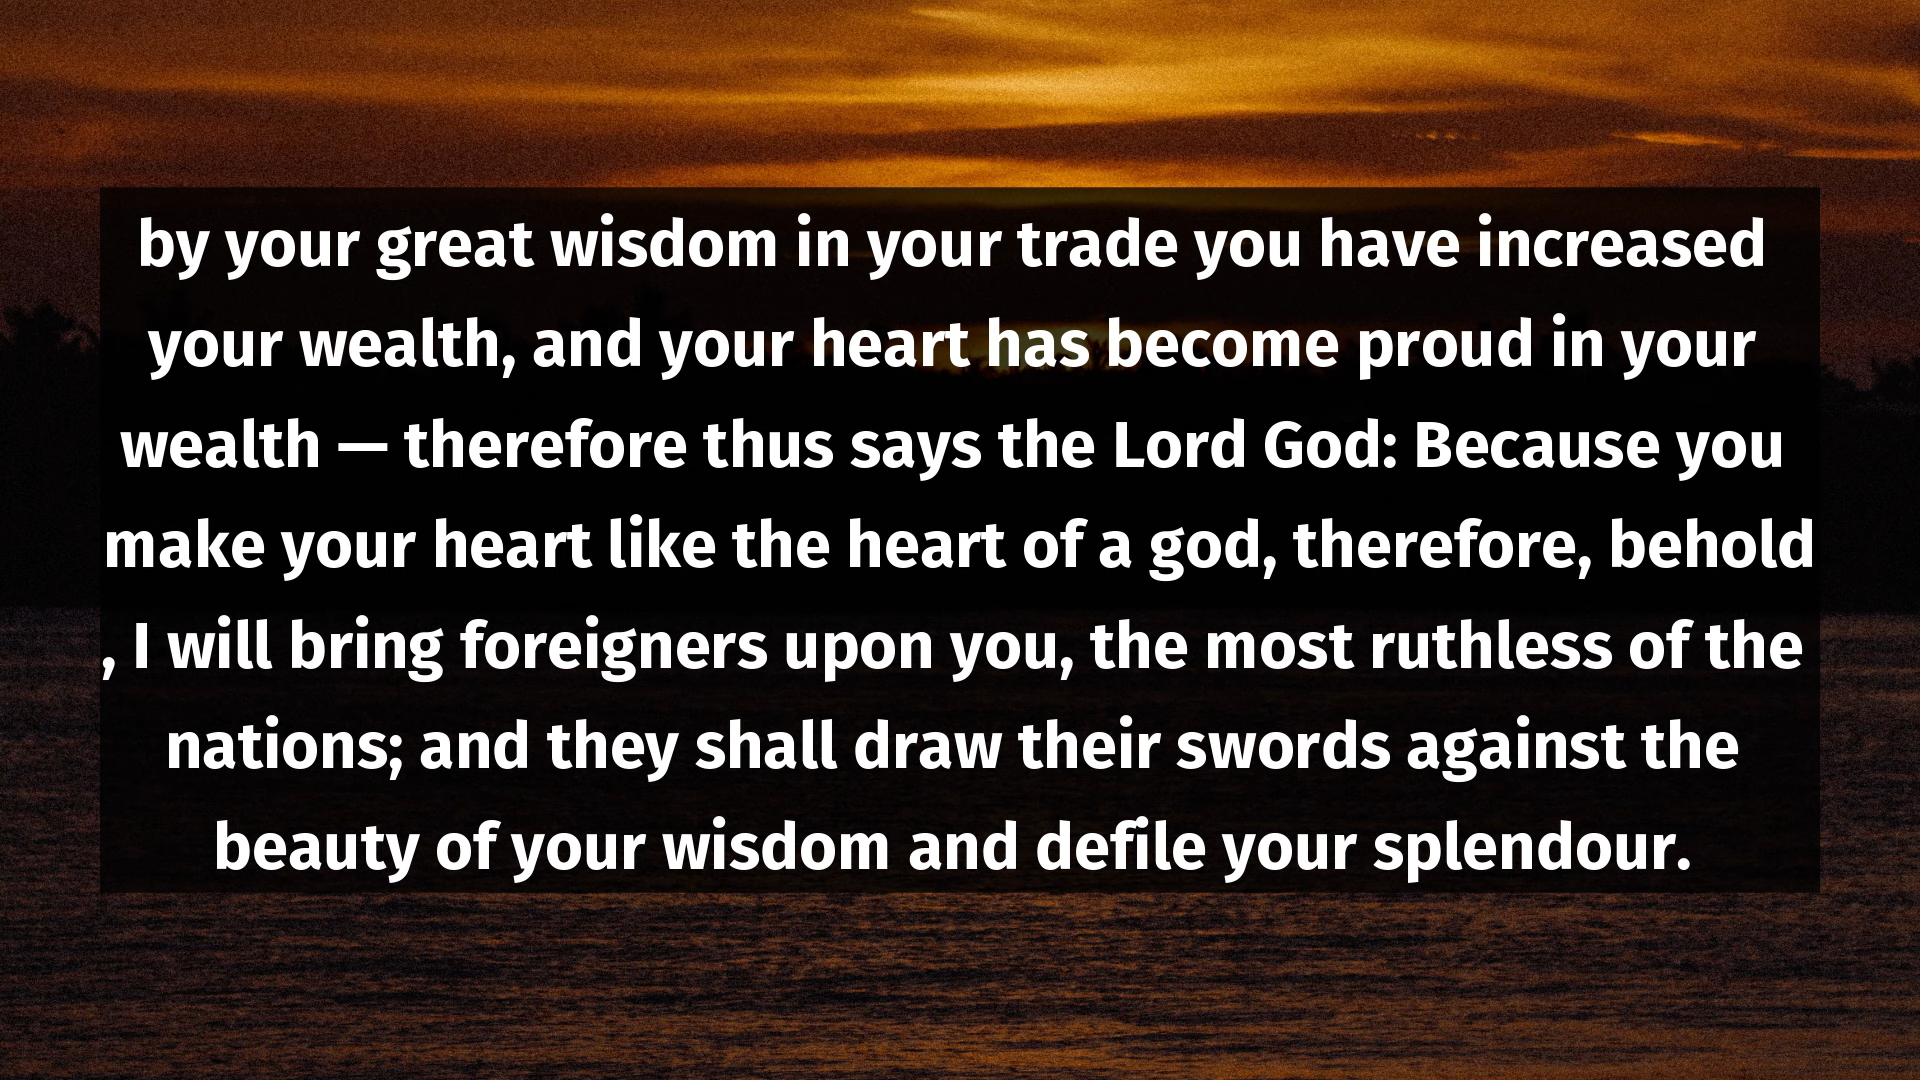 by your great wisdom in your trade you have increased
your wealth, and your heart has become proud in your
wealth — therefore thus says the Lord God: Because you
make your heart like the heart of a god, therefore, behold
, I will bring foreigners upon you, the most ruthless of the
nations; and they shall draw their swords against the
beauty of your wisdom and defile your splendour.